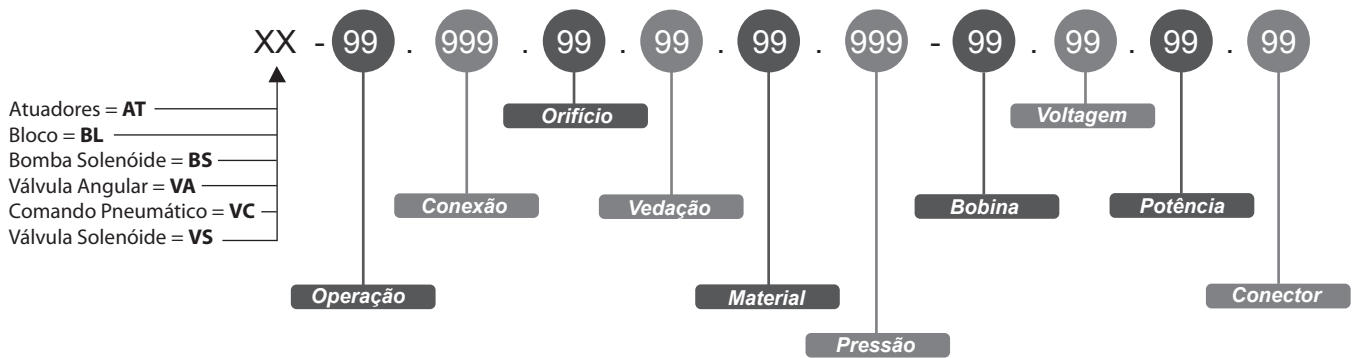 XX - 99 . 999 . 99 . 99 . 99 . 999 - 99 . 99 . 99 . 99
Atuadores = AT
Bloco = BL
Bomba Solenóide = BS
Válvula Angular = VA
Comando Pneumático = VC
Válvula Solenóide = VS
Orifício
Voltagem
Conexão
Vedação
Bobina
Potência
Operação
Material
Conector
Pressão